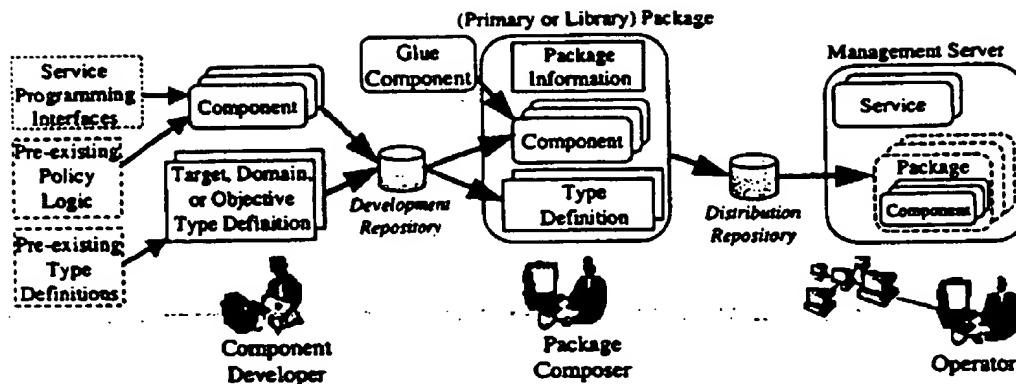 (Primary or Library) Package
Glue
Component
Package
Information
Management Server
Service
Programming
Interfaces
Component
Component
Service
Pre-existing
Policy
Logic
Target, Domain,
or Objective
Type Definition
Development
Repository
Type
Definition
Distribution
Repository
Package
Component
Pre-existing
Type
Definitions
Component
Developer
Package
Composer
Operator